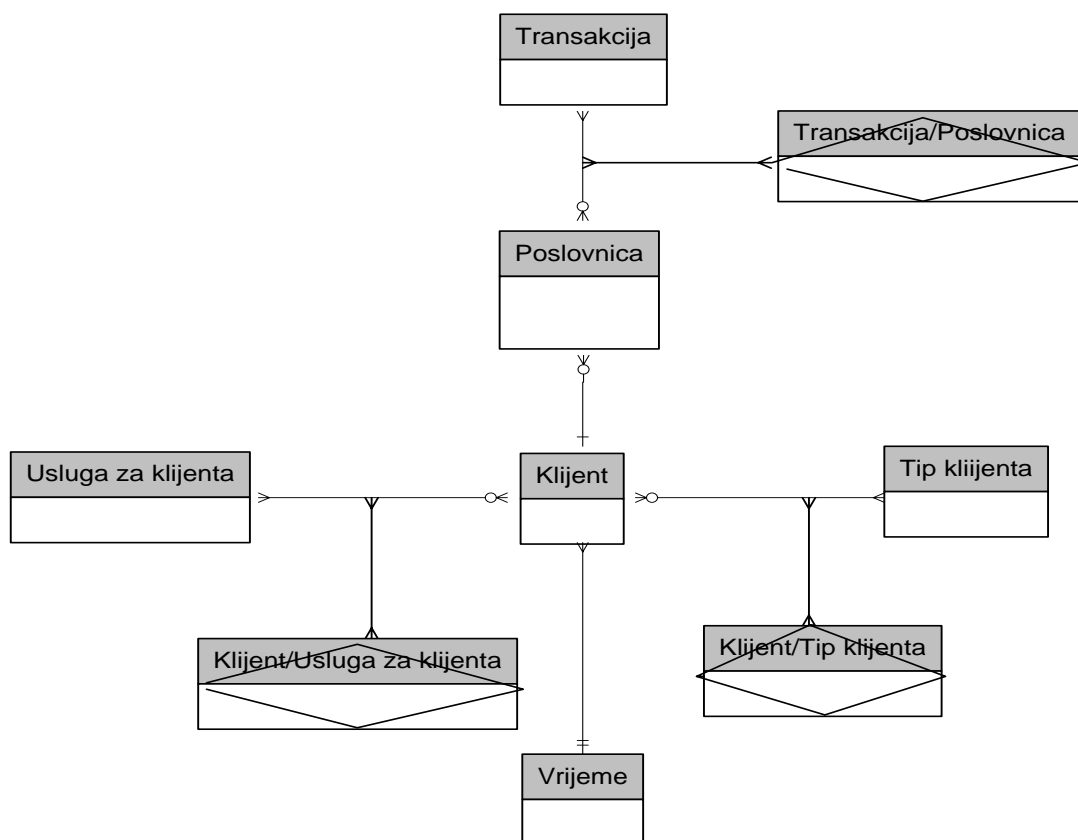 Transakcija
Transakcija/Poslovnica
Poslovnica
Usluga za klijenta
Klijent
Tip kliijenta
Klijent/Usluga za klijenta
Klijent/Tip klijenta
Vrijeme